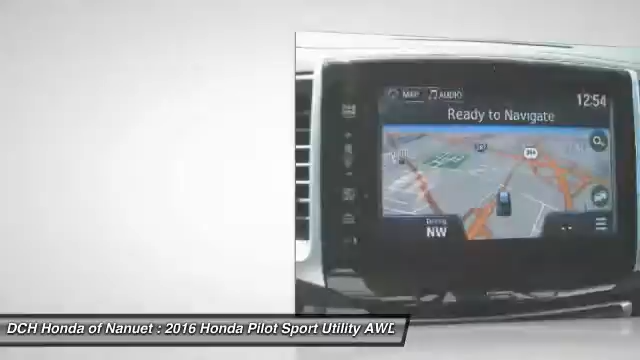 MAP AUDIO
12:54
Ready to Navigate
Driving
NW
DCH Honda of Nanuet : 2016 Honda Pilot Sport Utility AWD